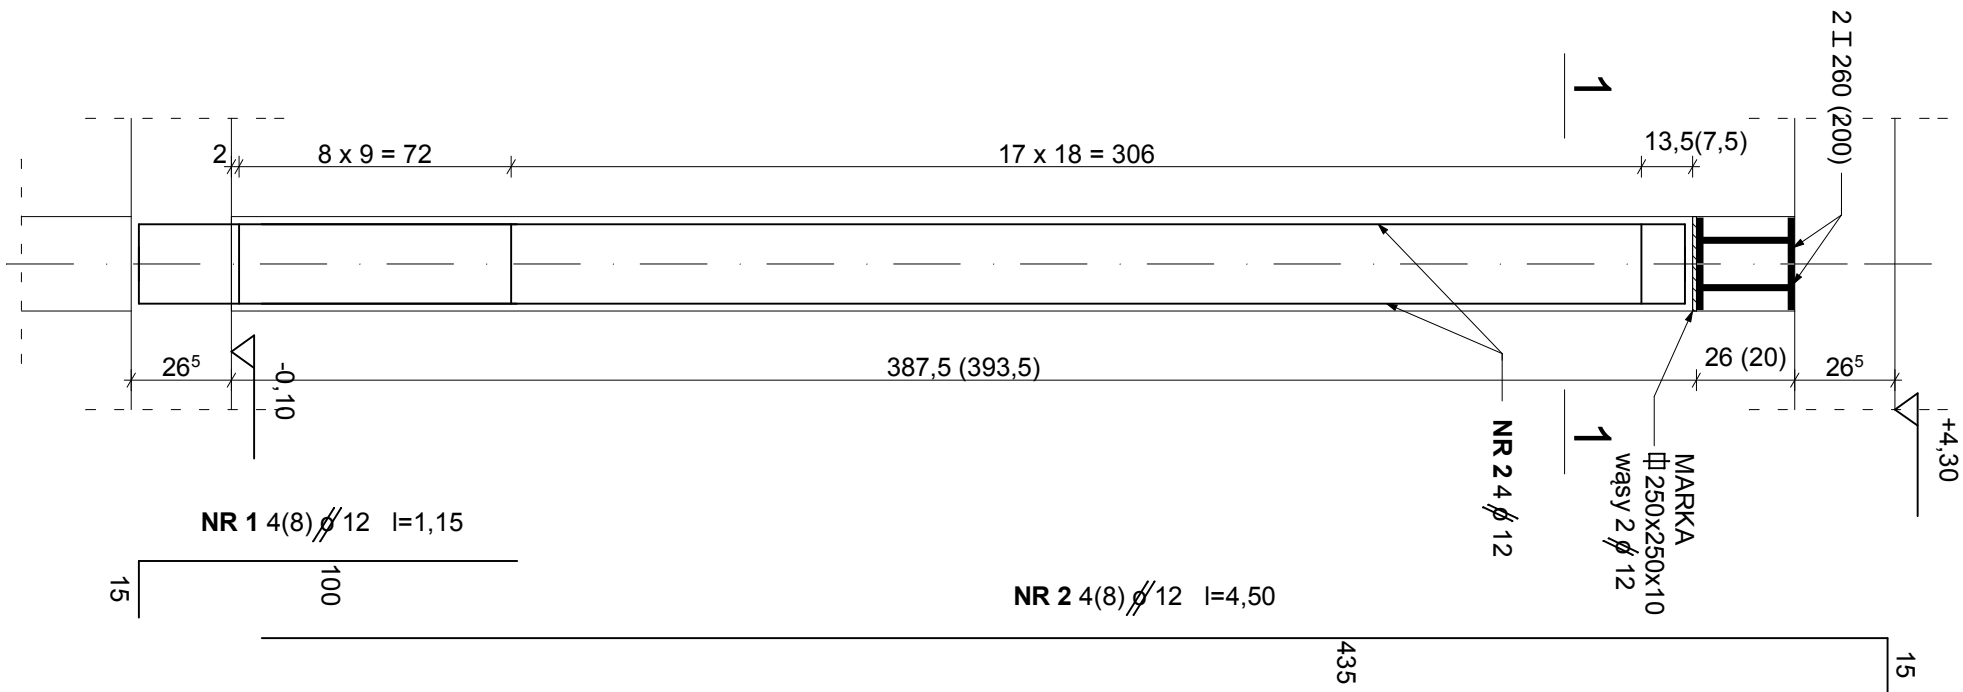 2 I 260 (200)
1
2
8 x 9 = 72
17 x 18 = 306
13,5(7,5)
26⁵
-0,10
387,5 (393,5)
26 (20)
26⁵
+4,30
1
NR 2 4 ϕ 12
MARKA
250x250x10
wąsy 2 ϕ 12
NR 1 4(8) ϕ 12 l=1,15
15
100
NR 2 4(8) ϕ 12 l=4,50
435
15